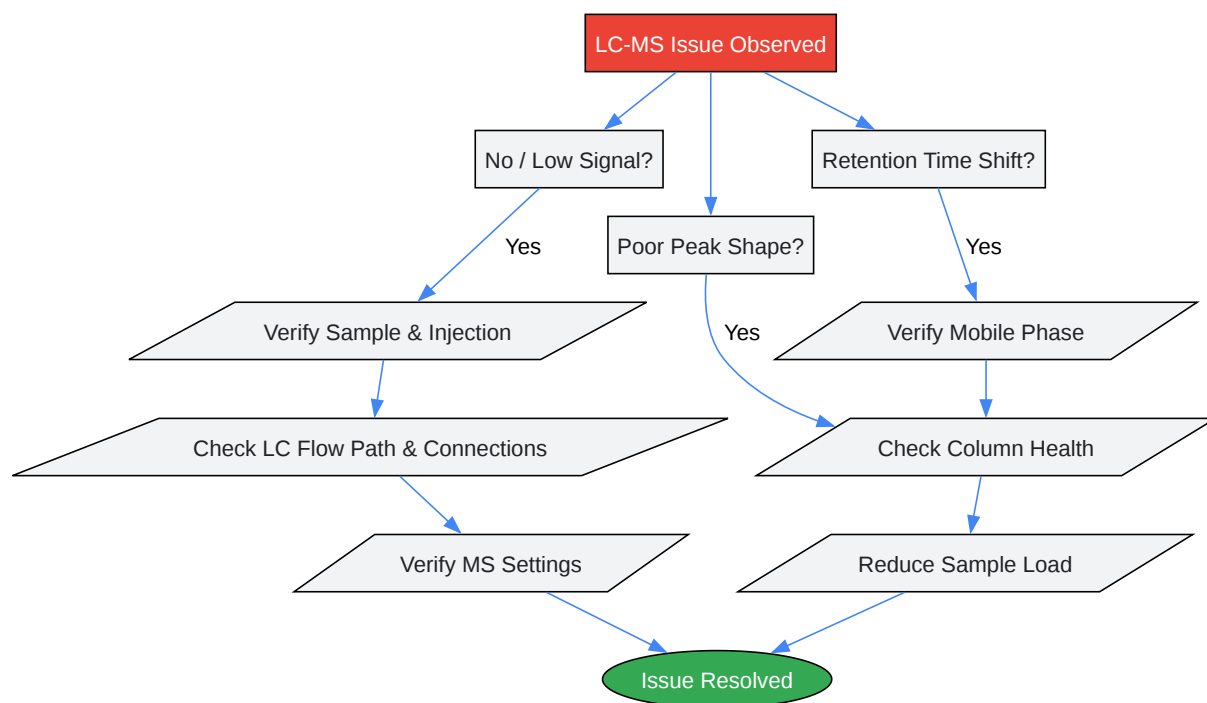 LC-MS Issue Observed
No / Low Signal?
Retention Time Shift?
Poor Peak Shape?
Yes
Yes
Verify Sample & Injection
Yes
Verify Mobile Phase
Check LC Flow Path & Connections
Check Column Health
Verify MS Settings
Reduce Sample Load
Issue Resolved